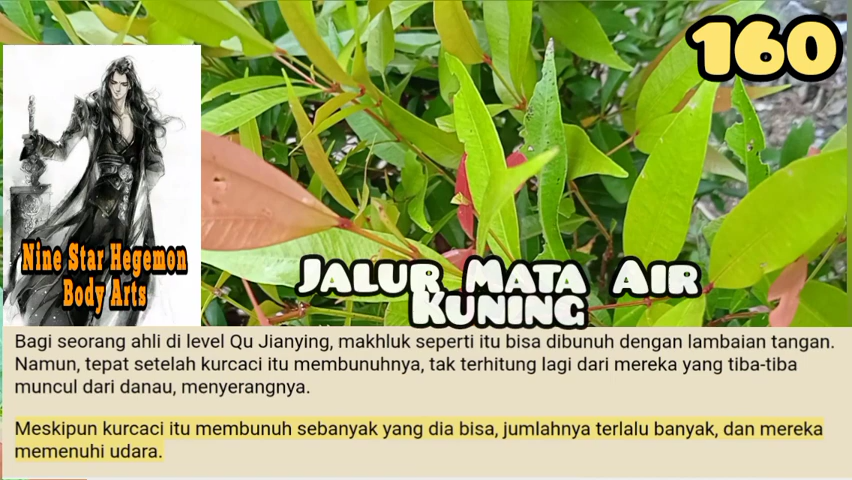 160
Nine Star Hegemon
Body Arts
Jalur Mata Air
Kuning
Bagi seorang ahli di level Qu Jianying, makhluk seperti itu bisa dibunuh dengan lambaian tangan.
Namun, tepat setelah kurcaci itu membunuhnya, tak terhitung lagi dari mereka yang tiba-tiba
muncul dari danau, menyerangnya.
Meskipun kurcaci itu membunuh sebanyak yang dia bisa, jumlahnya terlalu banyak, dan mereka
memenuhi udara.